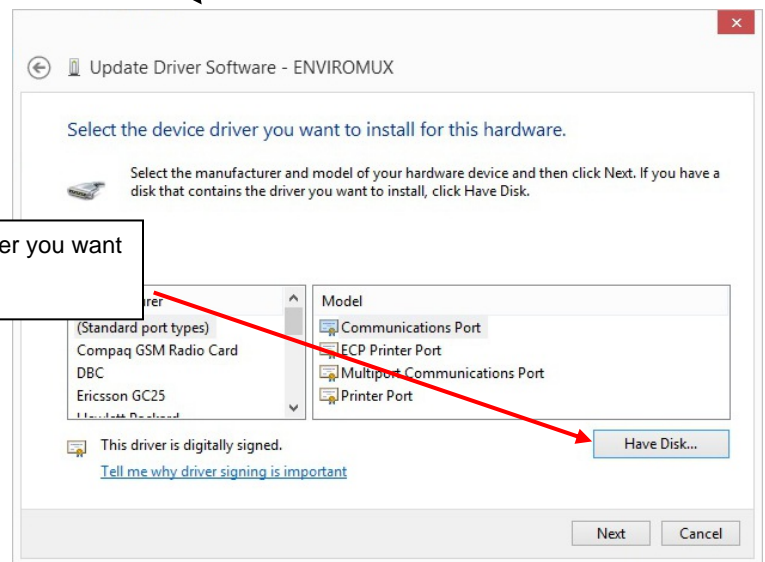 Update Driver Software - ENVIROMUX
Select the device driver you want to install for this hardware.
Select the manufacturer and model of your hardware device and then click Next. If you have a
disk that contains the driver you want to install, click Have Disk.
you want
(Standard port types)
Compaq GSM Radio Card
DBC
Ericsson GC25
Model
Communications Port
ECP Printer Port
Multiport Communications Port
Printer Port
This driver is digitally signed.
Tell me why driver signing is important
Have Disk...
Next
Cancel